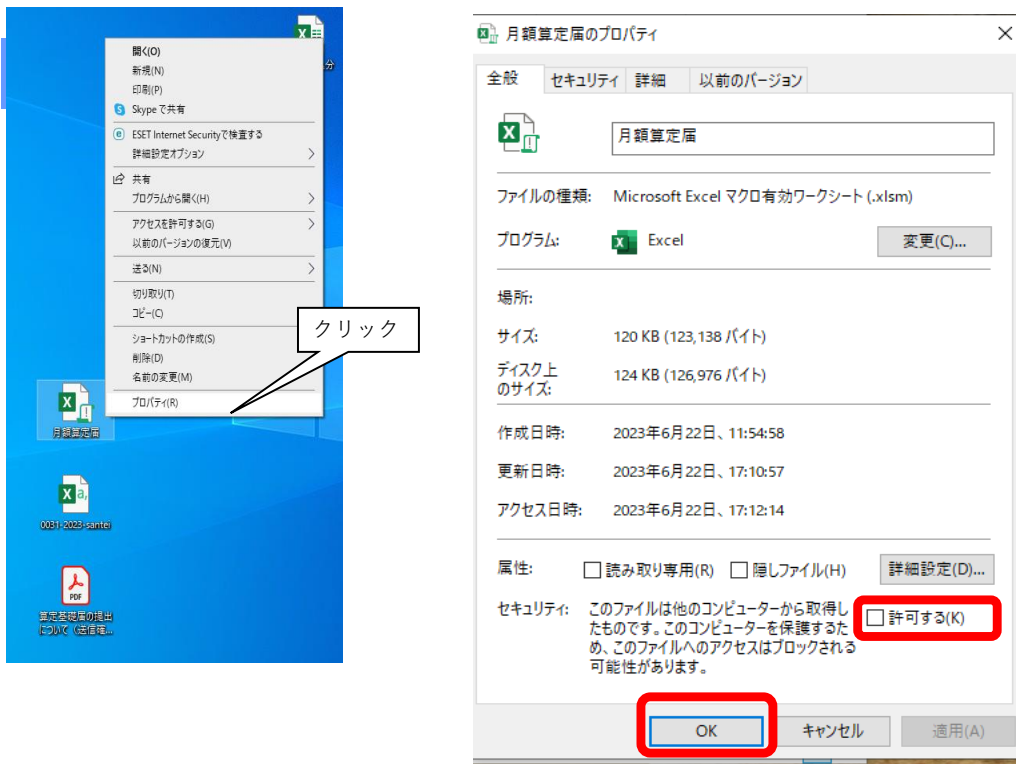 分
開く(O)
新規(N)
印刷(P)
Skype で共有
ESET Internet Securityで検査する
詳細設定オプション
共有
プログラムから開く(H)
アクセスを許可する(G)
以前のバージョンの復元(V)
送る(N)
切り取り(T)
コピー(C)
ショートカットの作成(S)
削除(D)
名前の変更(M)
プロパティ(R)
クリック
月額算定届
0031-2023-santei
PDF
算定基礎届の提出
について（送信確...
月額算定届のプロパティ
全般 セキュリティ 詳細 以前のバージョン
月額算定届
ファイルの種類: Microsoft Excel マクロ有効ワークシート (.xlsm)
プログラム: Excel 変更(C)...
場所:
サイズ: 120 KB (123,138 バイト)
ディスク上
のサイズ: 124 KB (126,976 バイト)
作成日時: 2023年6月22日、11:54:58
更新日時: 2023年6月22日、17:10:57
アクセス日時: 2023年6月22日、17:12:14
属性: 読み取り専用(R) 隠しファイル(H) 詳細設定(D)...
セキュリティ: このファイルは他のコンピューターから取得し
たものです。このコンピューターを保護するた
め、このファイルへのアクセスはブロックされる
可能性があります。
許可する(K)
OK キャンセル 適用(A)